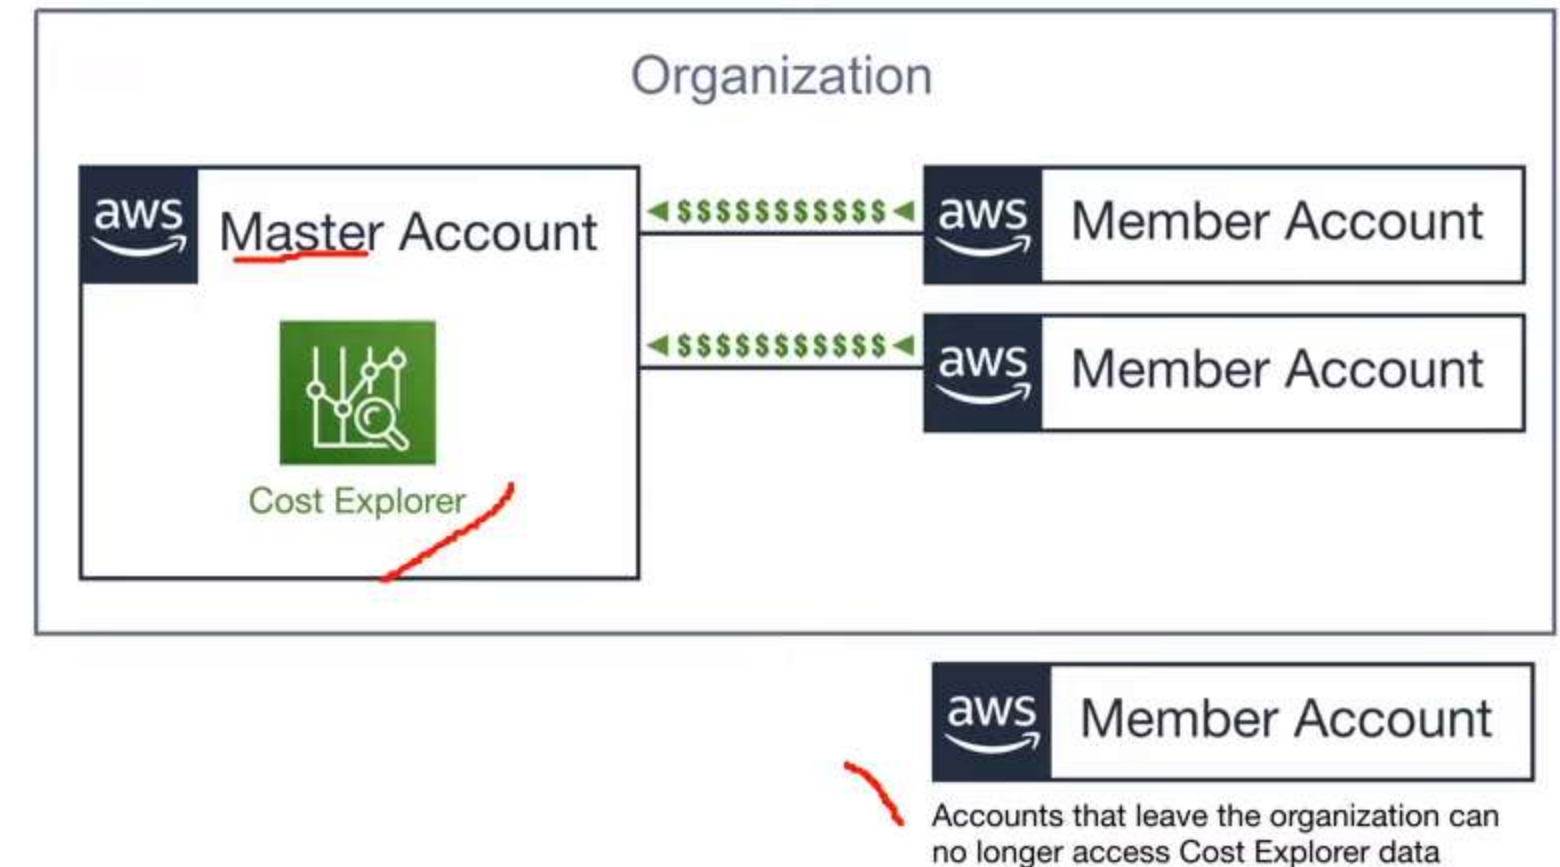 Organization
aws Master Account
$$$$$$$$$$$
aws Member Account
$$$$$$$$$$$
aws Member Account
Cost Explorer
aws Member Account
Accounts that leave the organization can
no longer access Cost Explorer data